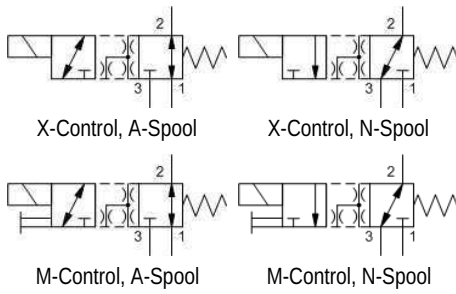 2 2
3 1 3 1
X-Control, A-Spool X-Control, N-Spool
2 2
3 1 3 1
M-Control, A-Spool M-Control, N-Spool